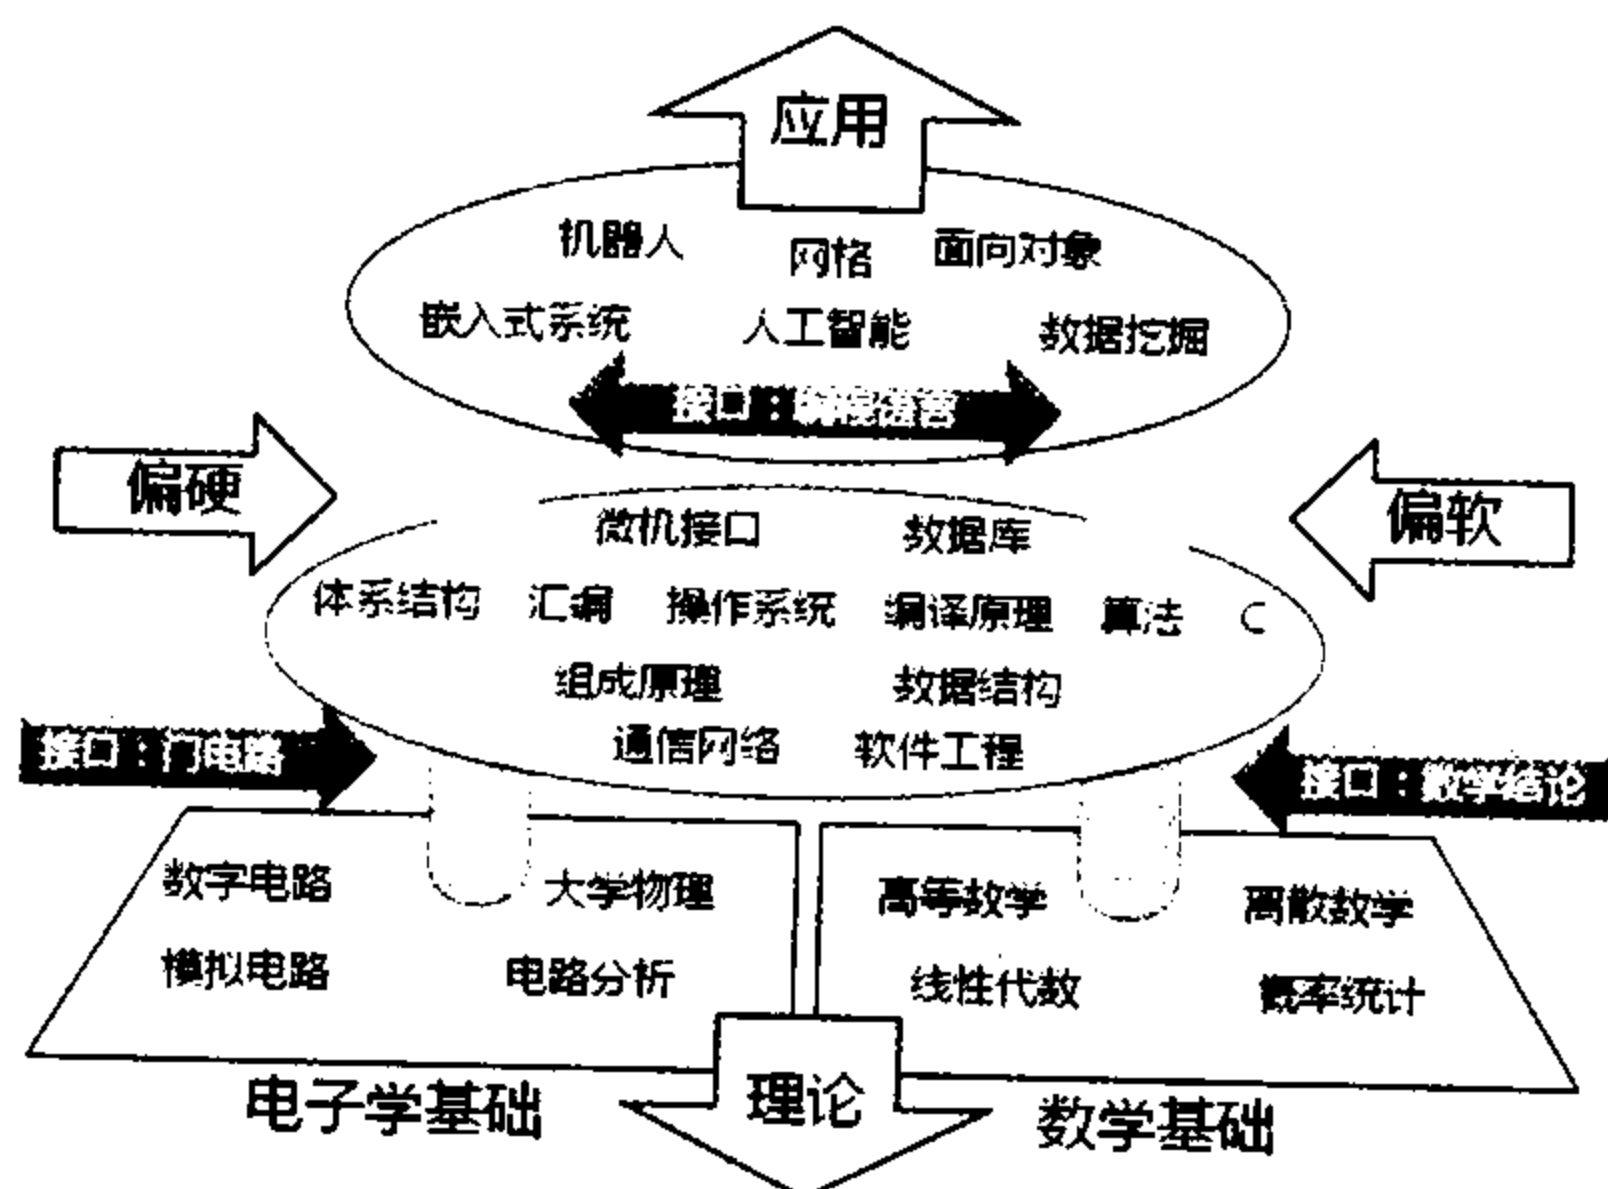 应用
机器人 网格 面向对象
嵌入式系统 人工智能 数据挖掘
接口：编程语言
偏硬 偏软
微机接口 数据库
体系结构 汇编 操作系统 编译原理 算法 C
组成原理 数据结构
通信网络 软件工程
接口：门电路 接口：数学结论
数字电路 大学物理 高等数学 离散数学
模拟电路 电路分析 线性代数 概率统计
电子学基础 理论 数学基础